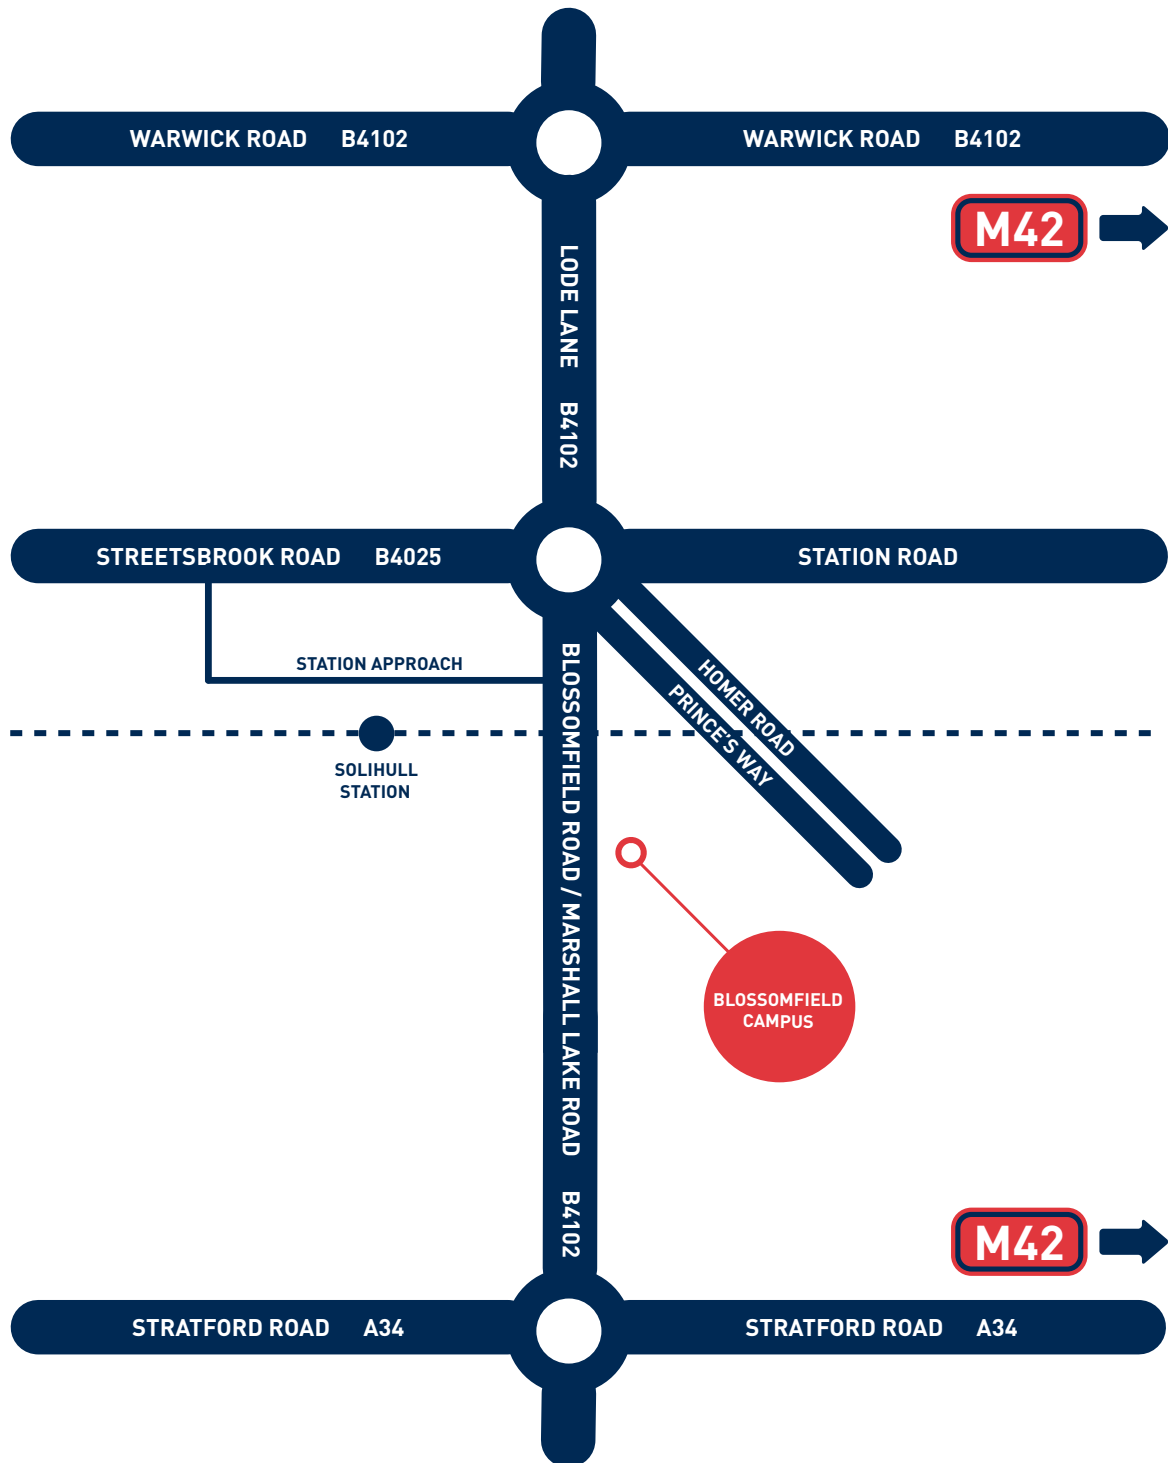 WARWICK ROAD B4102
WARWICK ROAD B4102
M42
LODE LANE B4102
STREETSBROOK ROAD B4025
STATION ROAD
STATION APPROACH
HOMER ROAD
PRINCE'S WAY
SOLIHULL
STATION
BLOSSOMFIELD ROAD / MARSHALL LAKE ROAD B4102
BLOSSOMFIELD
CAMPUS
M42
STRATFORD ROAD A34
STRATFORD ROAD A34